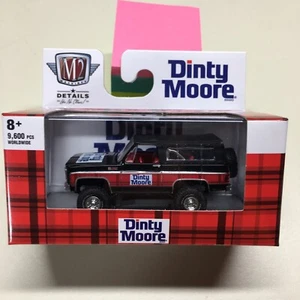 M2
DETAILS
Dinty
Moore
8+
9,600 PCS
WORLDWIDE
Dinty
Moore
Dinty
Moore